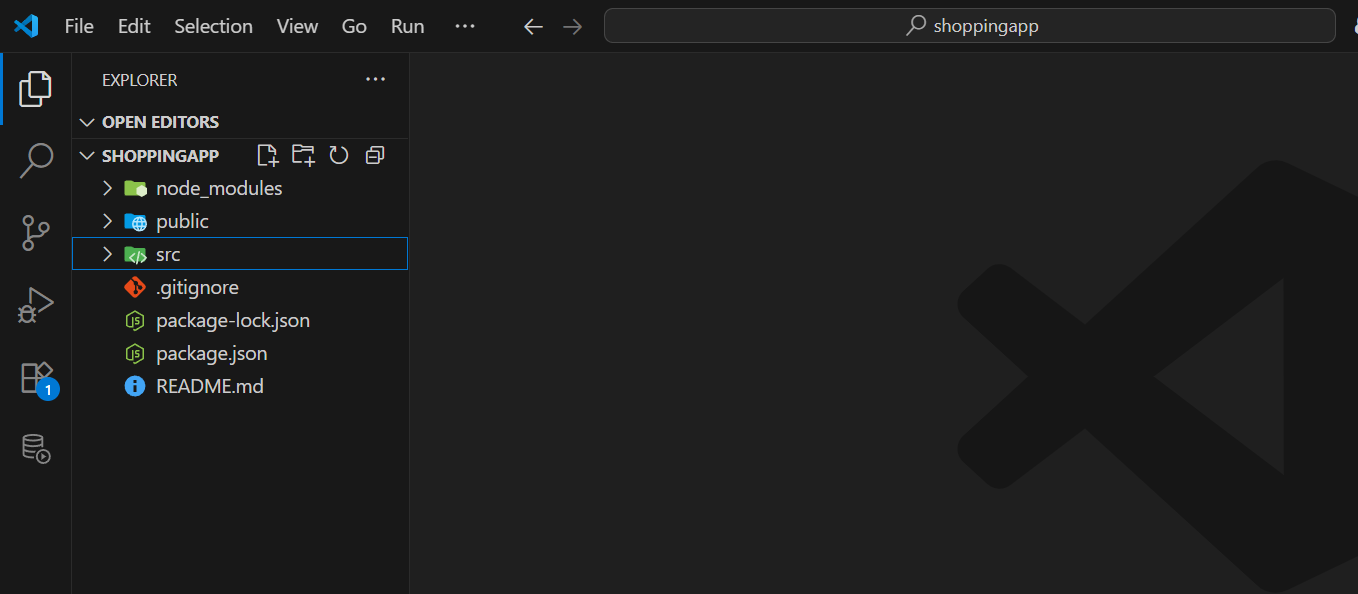 File Edit Selection View Go Run ··· shoppingapp
EXPLORER ···
OPEN EDITORS
SHOPPINGAPP
node_modules
public
src
.gitignore
package-lock.json
package.json
README.md
1